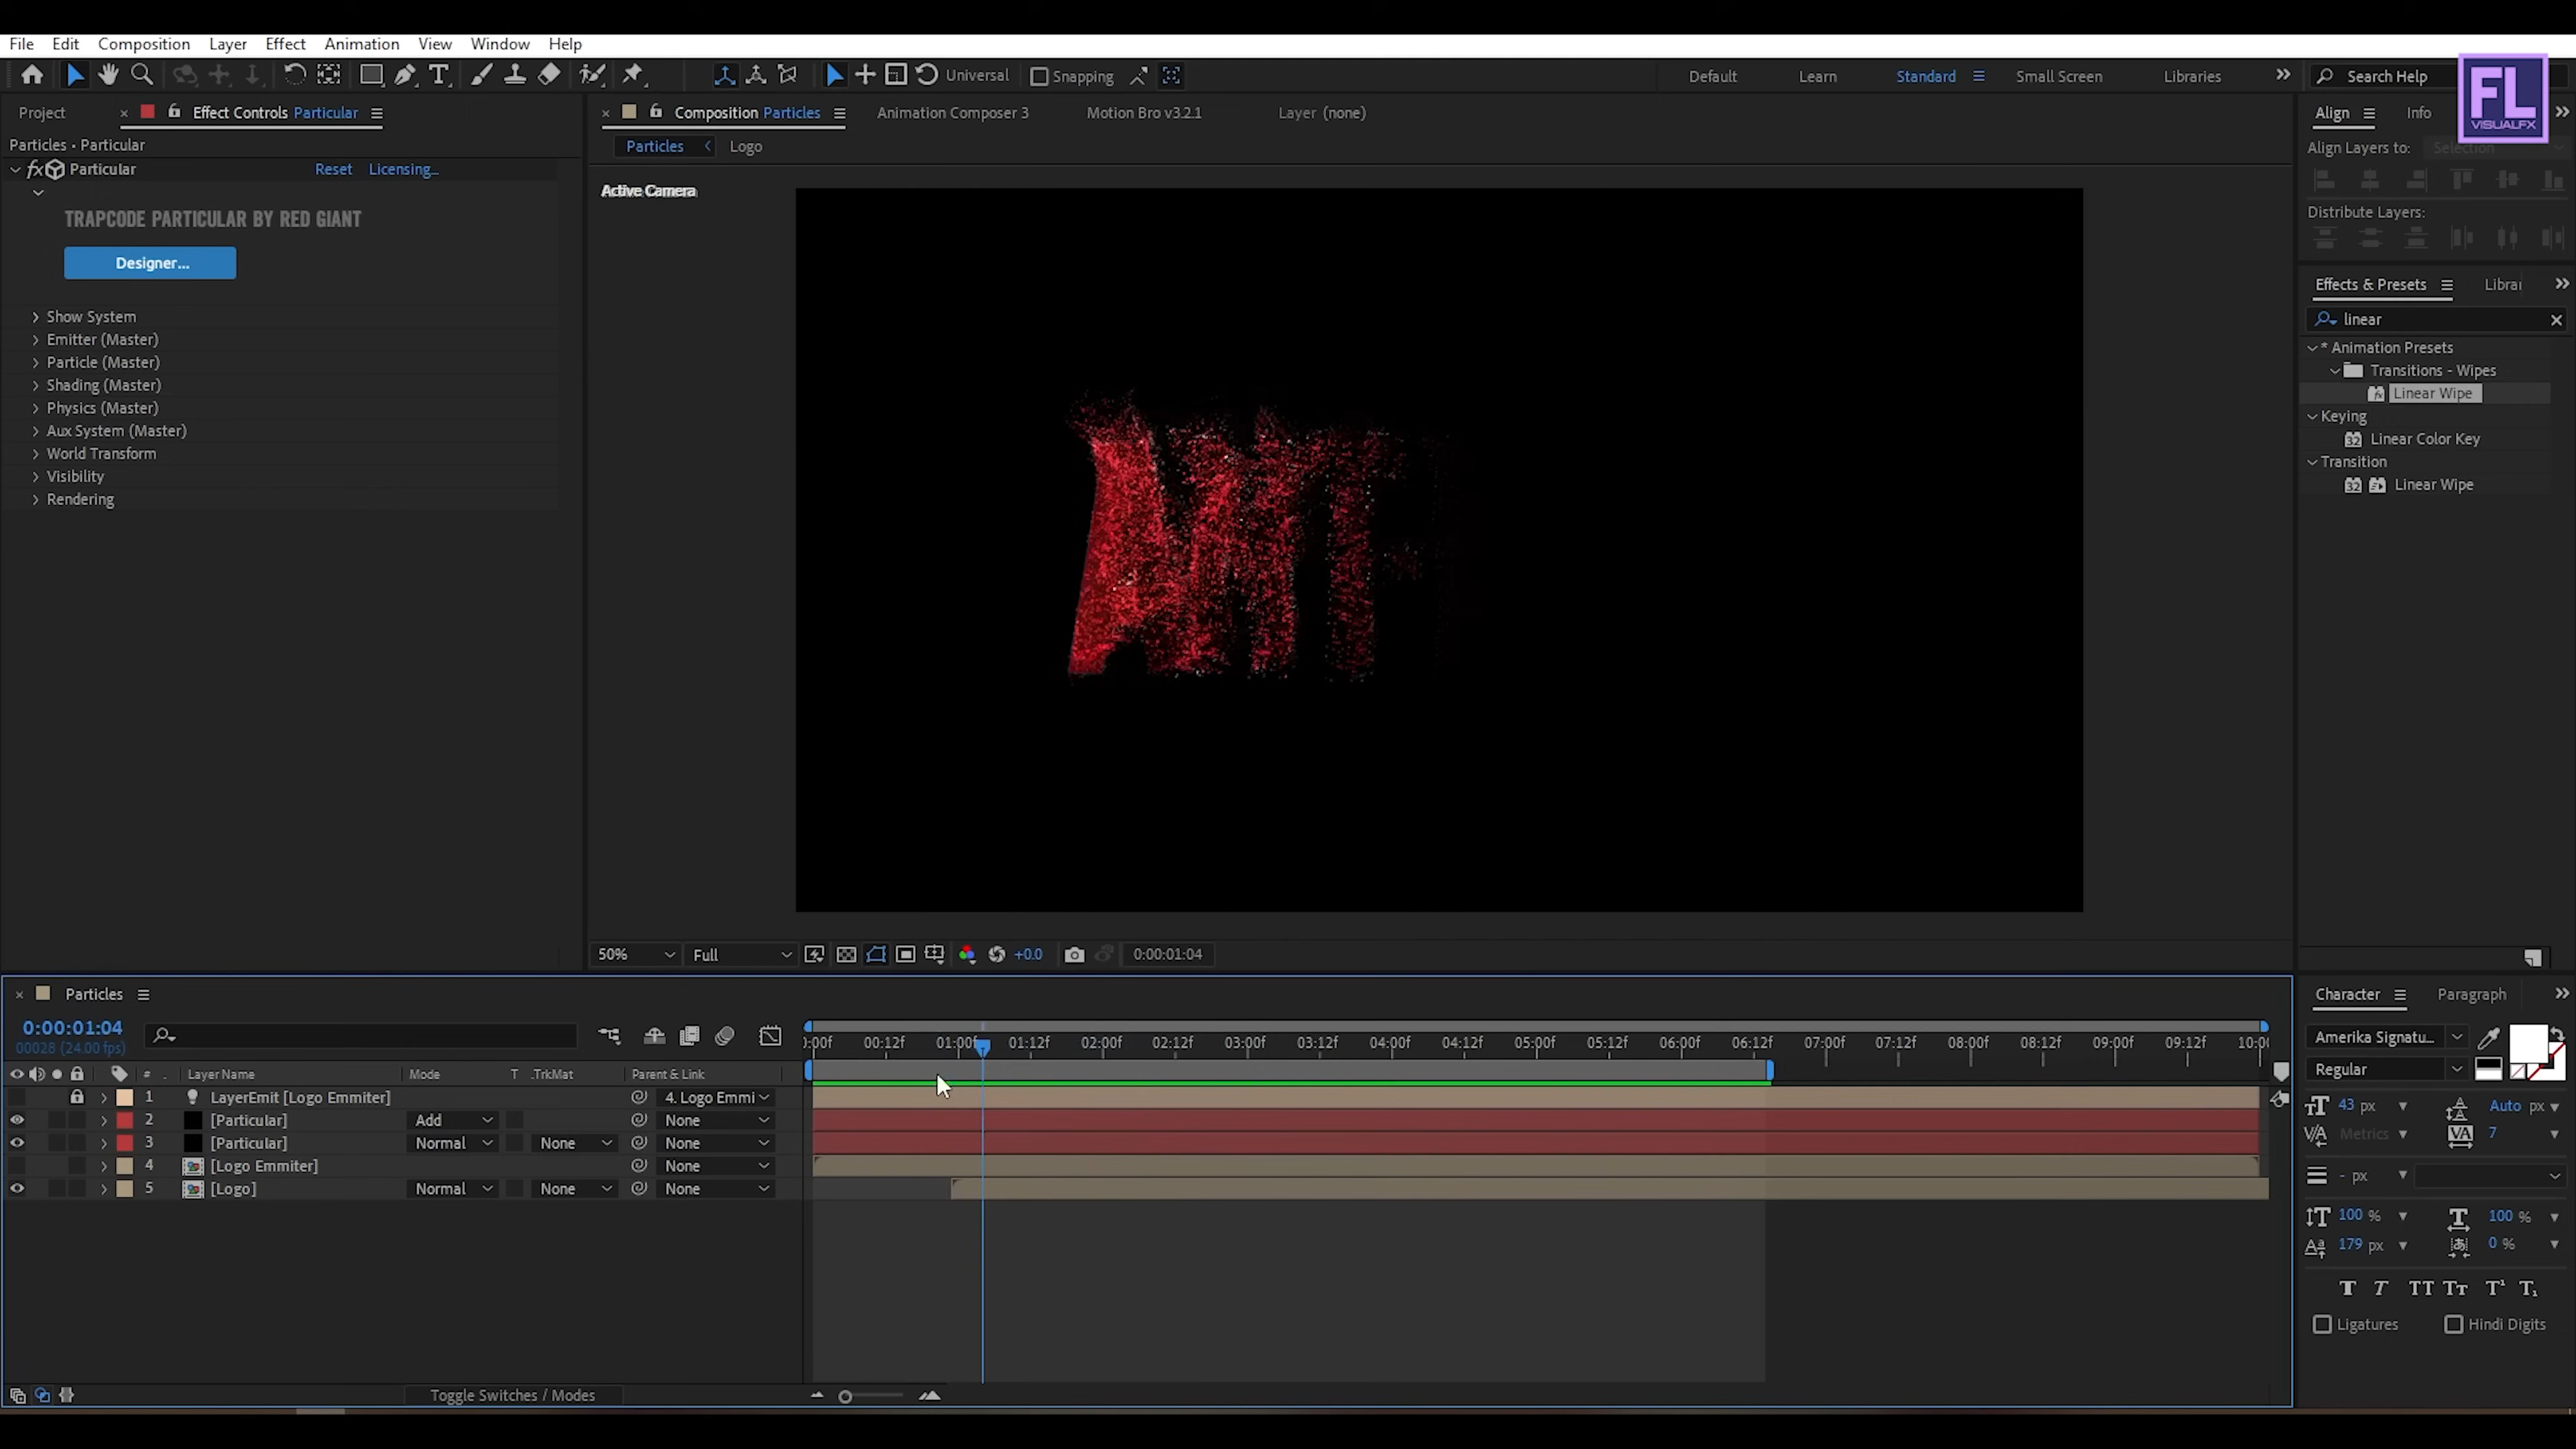 File Edit Composition Layer Effect Animation View Window Help
Universal Snapping Default Learn Standard Small Screen Libraries Search Help
FL
VISUALFX
Project Effect Controls Particular
Particles • Particular
fx Particular Reset Licensing...
TRAPCODE PARTICULAR BY RED GIANT
Designer...
Show System
Emitter (Master)
Particle (Master)
Shading (Master)
Physics (Master)
Aux System (Master)
World Transform
Visibility
Rendering
Composition Particles Animation Composer 3 Motion Bro v3.2.1 Layer (none)
Particles Logo
Active Camera
50% Full +0.0 0:00:01:04
Align Info
Align Layers to: Selection
Distribute Layers:
Effects & Presets Librai
linear
* Animation Presets
Transitions - Wipes
Linear Wipe
Keying
32 Linear Color Key
Transition
32 Linear Wipe
Particles
0:00:01:04
00028 (24.00 fps)
):00f 00:12f 01:00f 01:12f 02:00f 02:12f 03:00f 03:12f 04:00f 04:12f 05:00f 05:12f 06:00f 06:12f 07:00f 07:12f 08:00f 08:12f 09:00f 09:12f 10:0(
# Layer Name Mode T .TrkMat Parent & Link
1 LayerEmit [Logo Emmiter] 4. Logo Emmi
2 [Particular] Add None
3 [Particular] Normal None None
4 [Logo Emmiter] None
5 [Logo] Normal None None
Toggle Switches / Modes
Character Paragraph
Amerika Signatu...
Regular
43 px Auto px
Metrics 7
- px
100 % 100 %
179 px 0 %
T T TT Tт T¹ T₁
Ligatures Hindi Digits